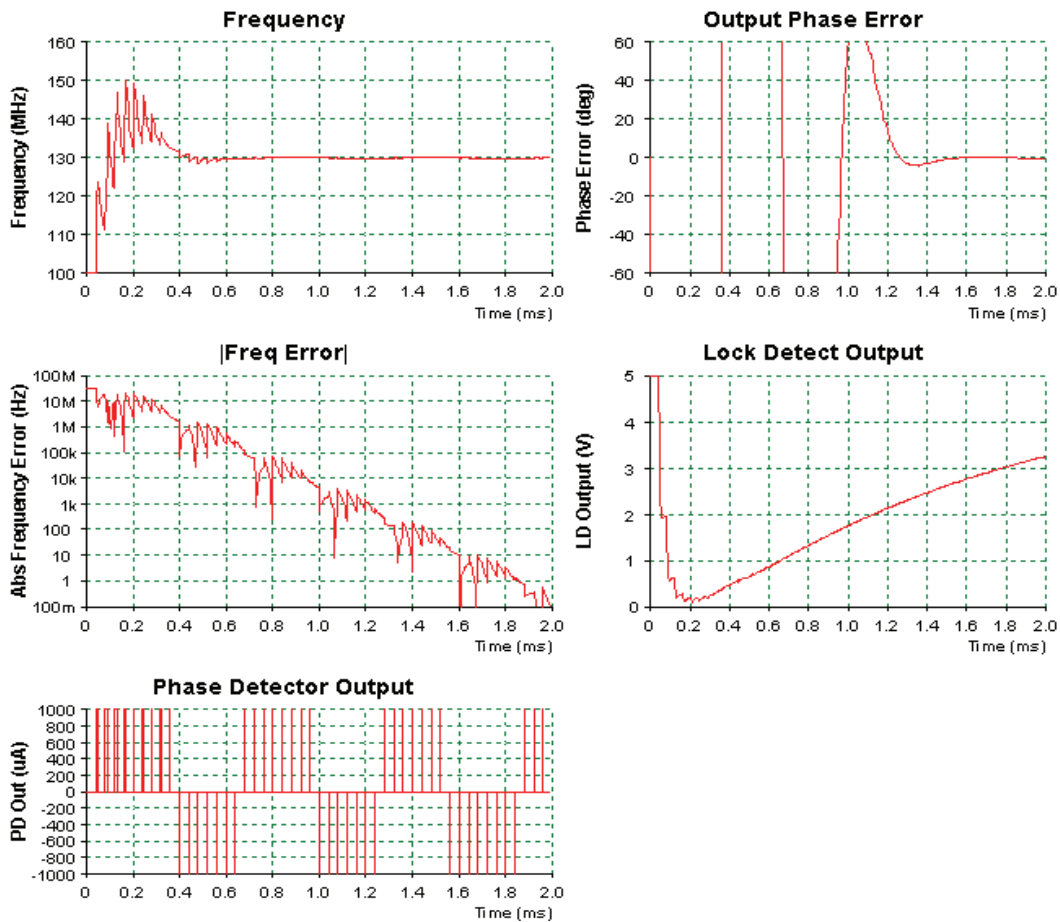 Frequency
Frequency (MHz)
160
150
140
130
120
110
100
0 0.2 0.4 0.6 0.8 1.0 1.2 1.4 1.6 1.8 2.0
Time (ms)
Output Phase Error
Phase Error (deg)
60
40
20
0
-20
-40
-60
0 0.2 0.4 0.6 0.8 1.0 1.2 1.4 1.6 1.8 2.0
Time (ms)
|Freq Error|
Abs Frequency Error (Hz)
100M
10M
1M
100k
10k
1k
100
10
1
100m
0 0.2 0.4 0.6 0.8 1.0 1.2 1.4 1.6 1.8 2.0
Time (ms)
Lock Detect Output
LD Output (V)
5
4
3
2
1
0
0 0.2 0.4 0.6 0.8 1.0 1.2 1.4 1.6 1.8 2.0
Time (ms)
Phase Detector Output
PD Out (uA)
1000
800
600
400
200
0
-200
-400
-600
-800
-1000
0 0.2 0.4 0.6 0.8 1.0 1.2 1.4 1.6 1.8 2.0
Time (ms)